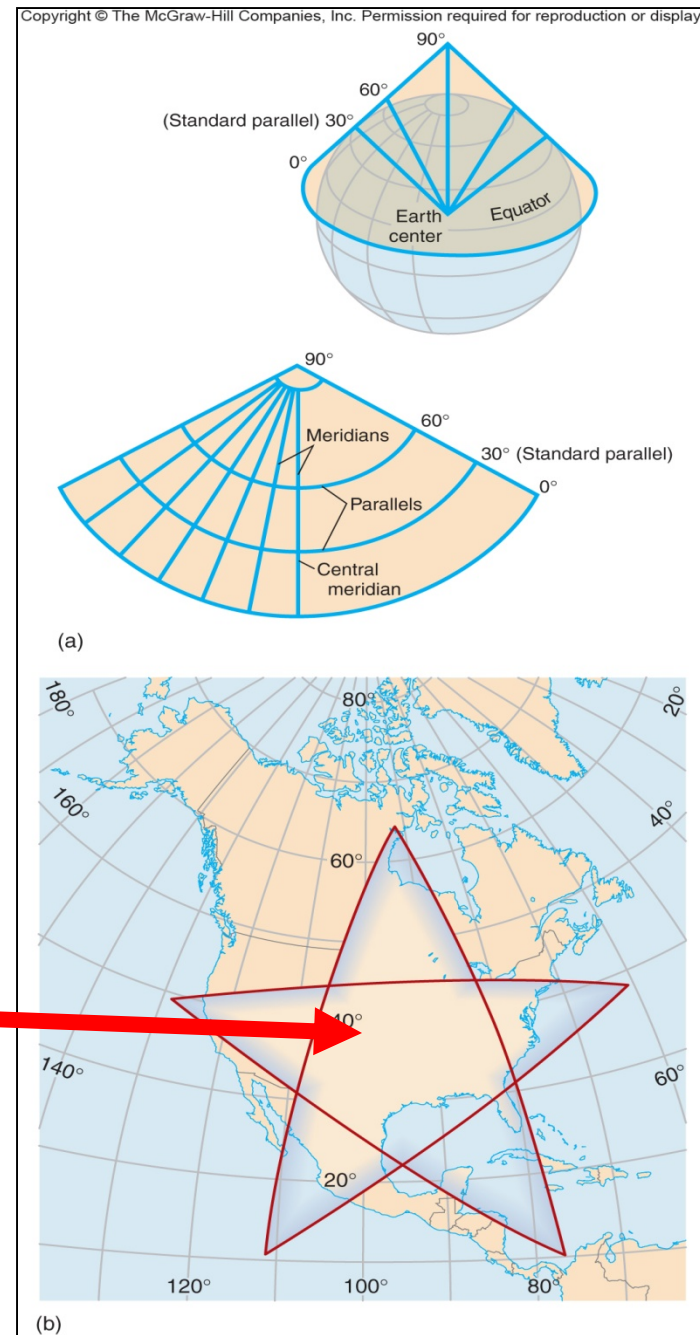 Copyright © The McGraw-Hill Companies, Inc. Permission required for reproduction or display
90°
60°
(Standard parallel) 30°
0°
Earth
center
Equator
90°
60°
Meridians
30° (Standard parallel)
0°
Parallels
Central
meridian
(a)
180°
80°
20°
160°
40°
60°
40°
140°
60°
20°
120°
100°
80°
(b)